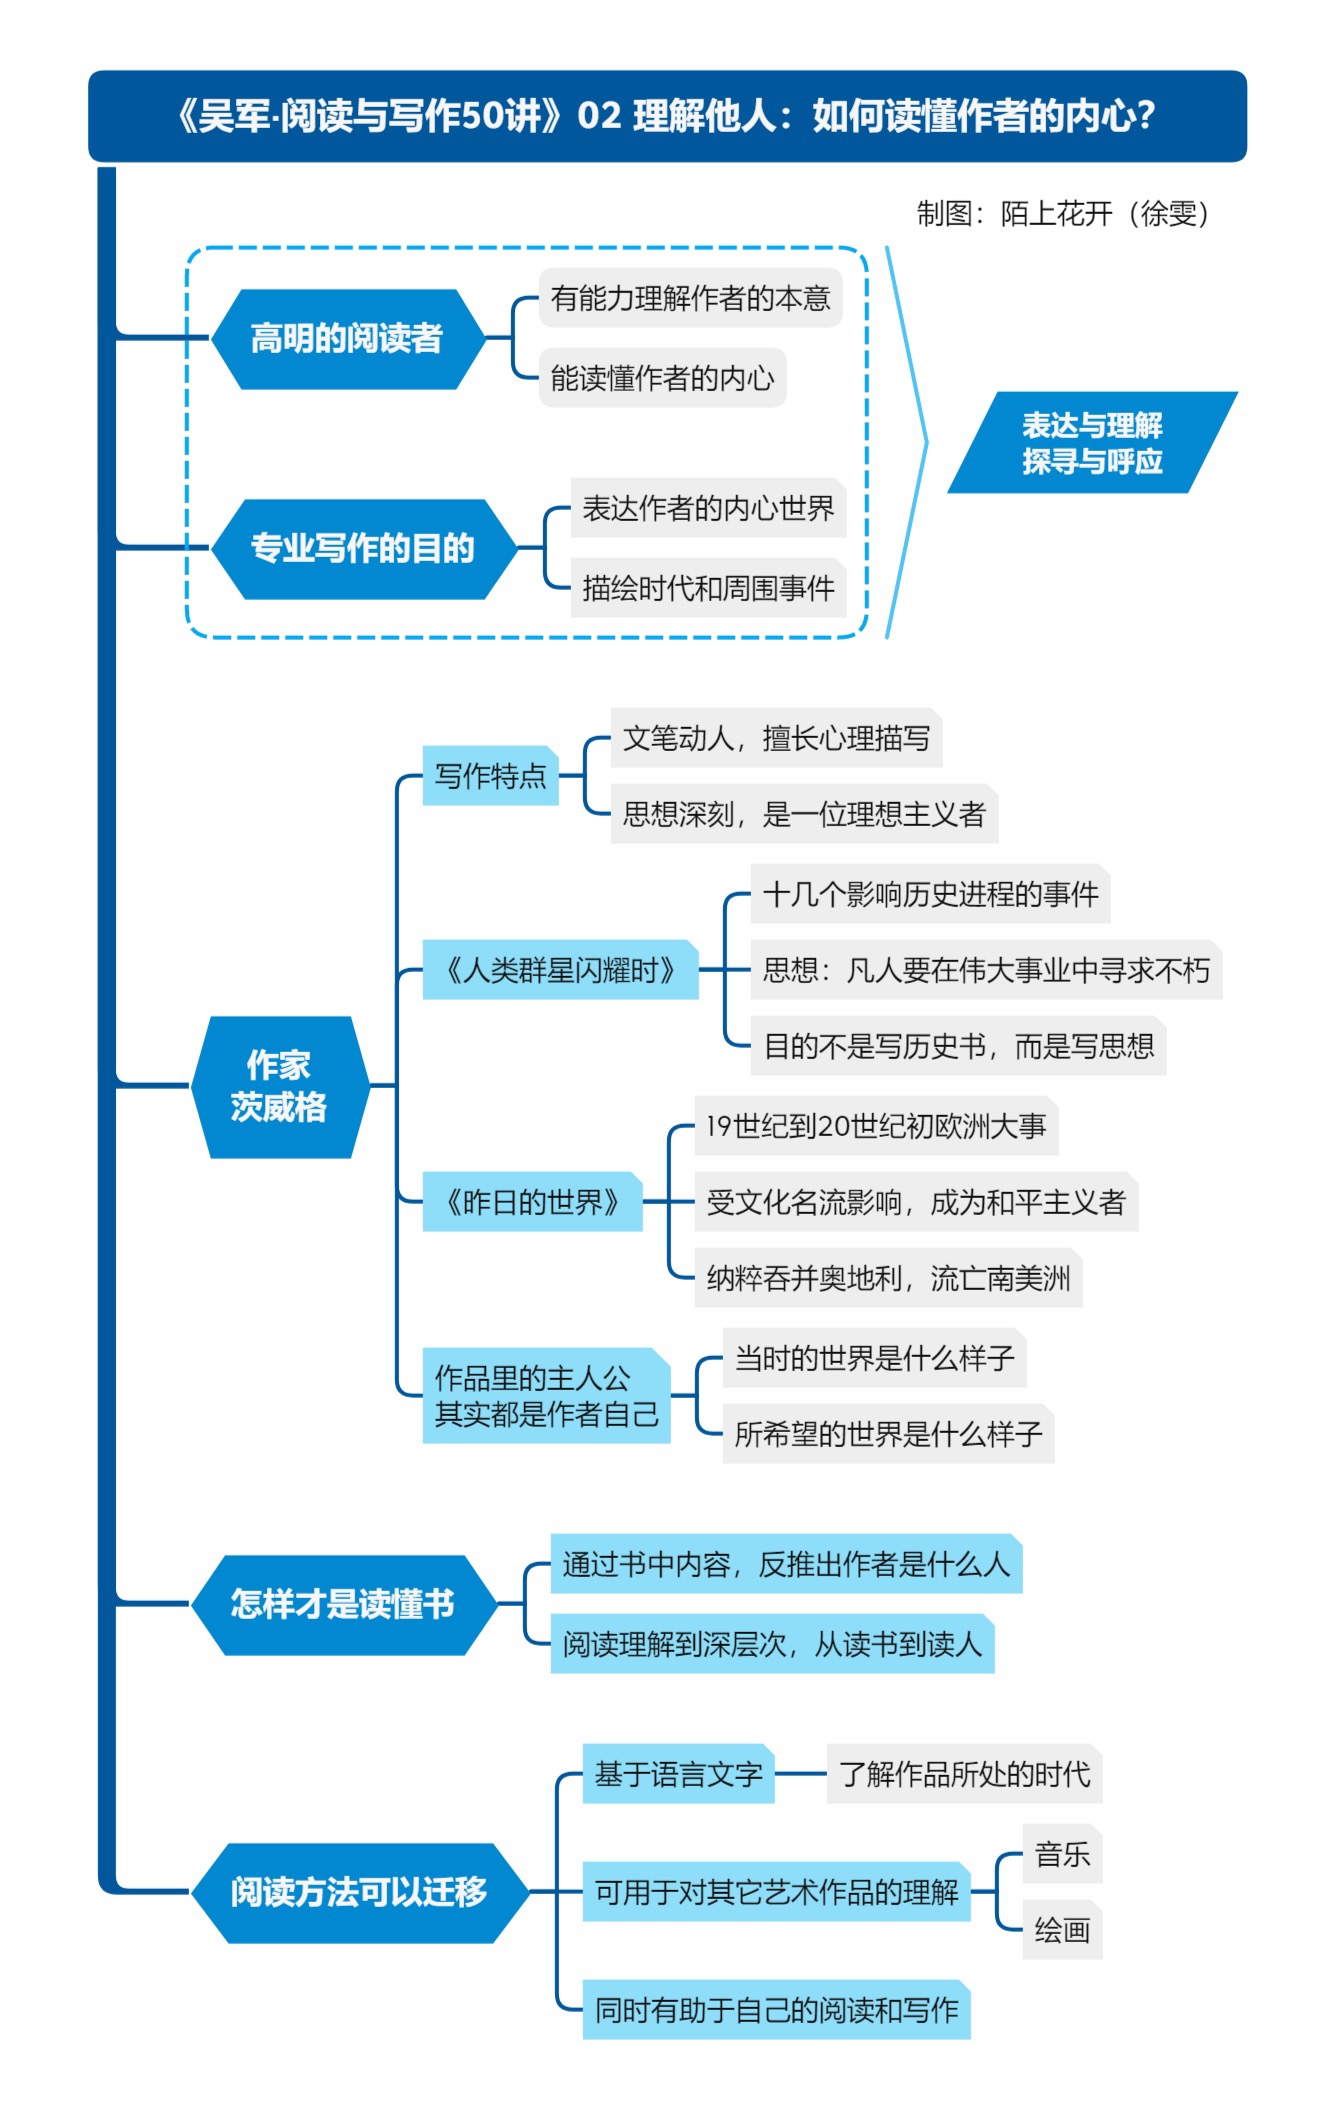 《吴军·阅读与写作50讲》02 理解他人：如何读懂作者的内心？
制图：陌上花开（徐雯）
高明的阅读者
有能力理解作者的本意
能读懂作者的内心
专业写作的目的
表达作者的内心世界
描绘时代和周围事件
表达与理解
探寻与呼应
作家
茨威格
写作特点
文笔动人，擅长心理描写
思想深刻，是一位理想主义者
《人类群星闪耀时》
十几个影响历史进程的事件
思想：凡人要在伟大事业中寻求不朽
目的不是写历史书，而是写思想
《昨日的世界》
19世纪到20世纪初欧洲大事
受文化名流影响，成为和平主义者
纳粹吞并奥地利，流亡南美洲
作品里的主人公
其实都是作者自己
当时的世界是什么样子
所希望的世界是什么样子
怎样才是读懂书
通过书中内容，反推出作者是什么人
阅读理解到深层次，从读书到读人
阅读方法可以迁移
基于语言文字
了解作品所处的时代
可用于对其它艺术作品的理解
音乐
绘画
同时有助于自己的阅读和写作